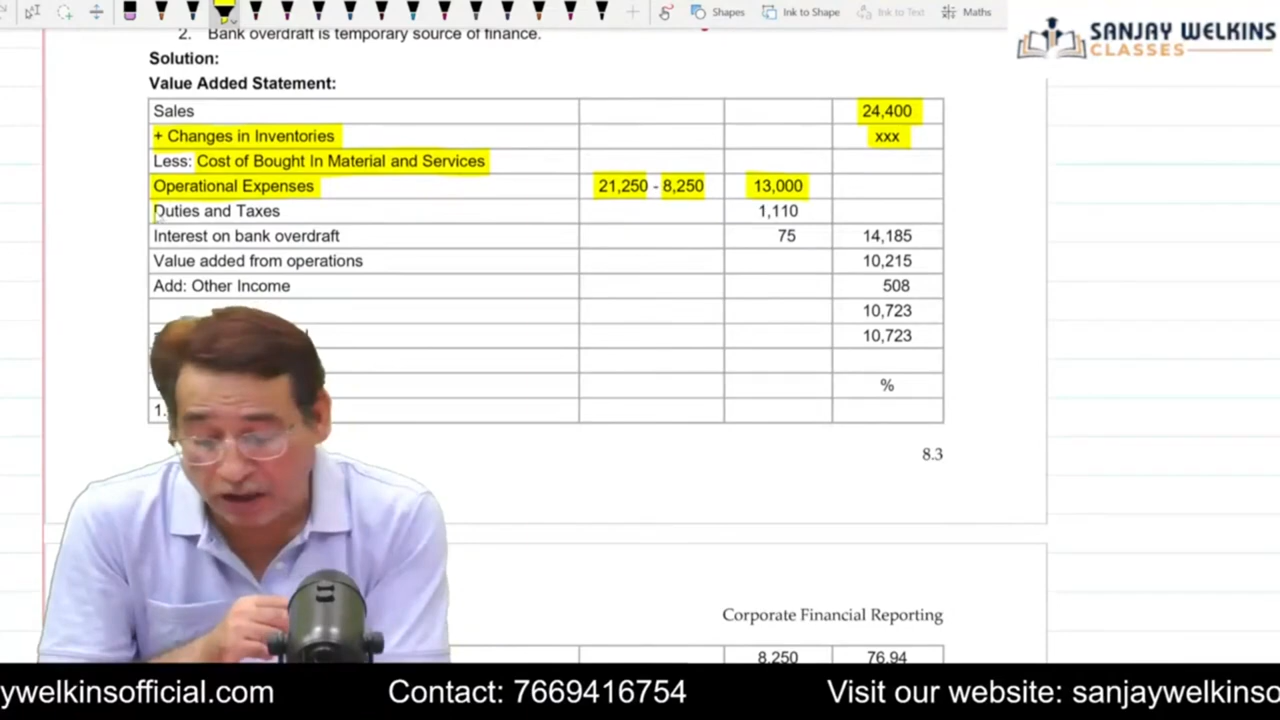 Shapes Ink to Shape Ink to Text Maths
SANJAY WELKINS
CLASSES
2. Bank overdraft is temporary source of finance.
Solution:
Value Added Statement:
Sales 24,400
+ Changes in Inventories xxx
Less: Cost of Bought In Material and Services
Operational Expenses 21,250 - 8,250 13,000
Duties and Taxes 1,110
Interest on bank overdraft 75 14,185
Value added from operations 10,215
Add: Other Income 508
10,723
10,723
%
1.
8.3
Corporate Financial Reporting
8,250 76.94
ywelkinsofficial.com Contact: 7669416754 Visit our website: sanjaywelkinso